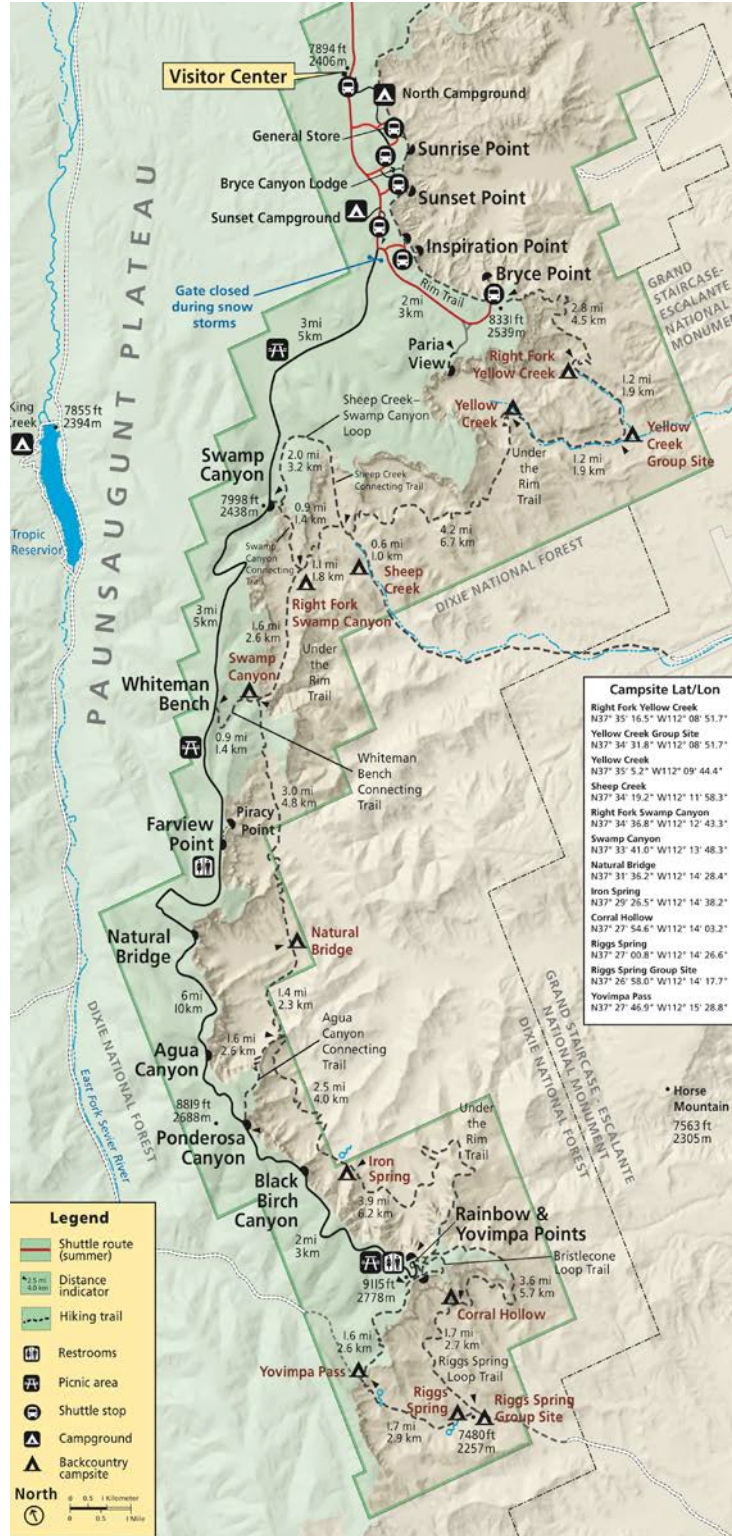 7894 ft
2406m
Visitor Center
North Campground
General Store
Sunrise Point
Bryce Canyon Lodge
Sunset Point
Sunset Campground
Inspiration Point
Bryce Point
Gate closed
during snow
storms
Rim Trail
2mi
3km
8331 ft
2539m
2.8 mi
4.5 km
GRAND
STAIRCASE-
ESCALANTE
NATIONAL
MONUMENT
3mi
5km
Paria
View
Right Fork
Yellow Creek
1.2 mi
1.9 km
PAUNSAUGUNT PLATEAU
King
Creek
7855 ft
2394m
Sheep Creek–
Swamp Canyon
Loop
Yellow
Creek
Yellow
Creek
Group Site
Under
the Rim
Trail
1.2 mi
1.9 km
Swamp
Canyon
2.0 mi
3.2 km
Sheep Creek
Connecting Trail
7998 ft
2438m
0.9 mi
1.4 km
4.2 mi
6.7 km
Tropic
Reservior
Swamp
Canyon
Connecting
Trail
0.6 mi
1.0 km
1.1 mi
1.8 km
Sheep
Creek
DIXIE NATIONAL FOREST
3mi
5km
Right Fork
Swamp Canyon
1.6 mi
2.6 km
Under
the Rim
Trail
Swamp
Canyon
Whiteman
Bench
0.9 mi
1.4 km
Whiteman
Bench
Connecting
Trail
3.0 mi
4.8 km
Piracy
Point
Farview
Point
Campsite Lat/Lon
Right Fork Yellow Creek
N37° 35' 16.5" W112° 08' 51.7"
Yellow Creek Group Site
N37° 34' 31.8" W112° 08' 51.7"
Yellow Creek
N37° 35' 5.2" W112° 09' 44.4"
Sheep Creek
N37° 34' 19.2" W112° 11' 58.3"
Right Fork Swamp Canyon
N37° 34' 36.8" W112° 12' 43.3"
Swamp Canyon
N37° 33' 41.0" W112° 13' 48.3"
Natural Bridge
N37° 31' 36.2" W112° 14' 28.4"
Iron Spring
N37° 29' 26.5" W112° 14' 38.2"
Corral Hollow
N37° 27' 54.6" W112° 14' 03.2"
Riggs Spring
N37° 27' 00.8" W112° 14' 26.6"
Riggs Spring Group Site
N37° 26' 58.0" W112° 14' 17.7"
Yovimpa Pass
N37° 27' 46.9" W112° 15' 28.8"
Natural
Bridge
Natural
Bridge
6mi
10km
1.4 mi
2.3 km
DIXIE NATIONAL FOREST
East Fork Sevier River
Agua
Canyon
1.6 mi
2.6 km
Agua
Canyon
Connecting
Trail
2.5 mi
4.0 km
GRAND STAIRCASE - ESCALANTE
NATIONAL MONUMENT
DIXIE NATIONAL FOREST
8819 ft
2688m
Ponderosa
Canyon
Horse
Mountain
7563 ft
2305m
Under
the
Rim
Trail
Iron
Spring
Black
Birch
Canyon
3.9 mi
6.2 km
Rainbow &
Yovimpa Points
2mi
3km
Bristlecone
Loop Trail
9115 ft
2778m
3.6 mi
5.7 km
Corral Hollow
1.6 mi
2.6 km
1.7 mi
2.7 km
Riggs Spring
Loop Trail
Yovimpa Pass
Riggs
Spring
Riggs Spring
Group Site
1.7 mi
2.9 km
7480 ft
2257m
Legend
Shuttle route
(summer)
2.5 mi
4.0 km
Distance
indicator
Hiking trail
Restrooms
Picnic area
Shuttle stop
Campground
Backcountry
campsite
North
0 0.5 1 Kilometer
0 0.5 1 Mile